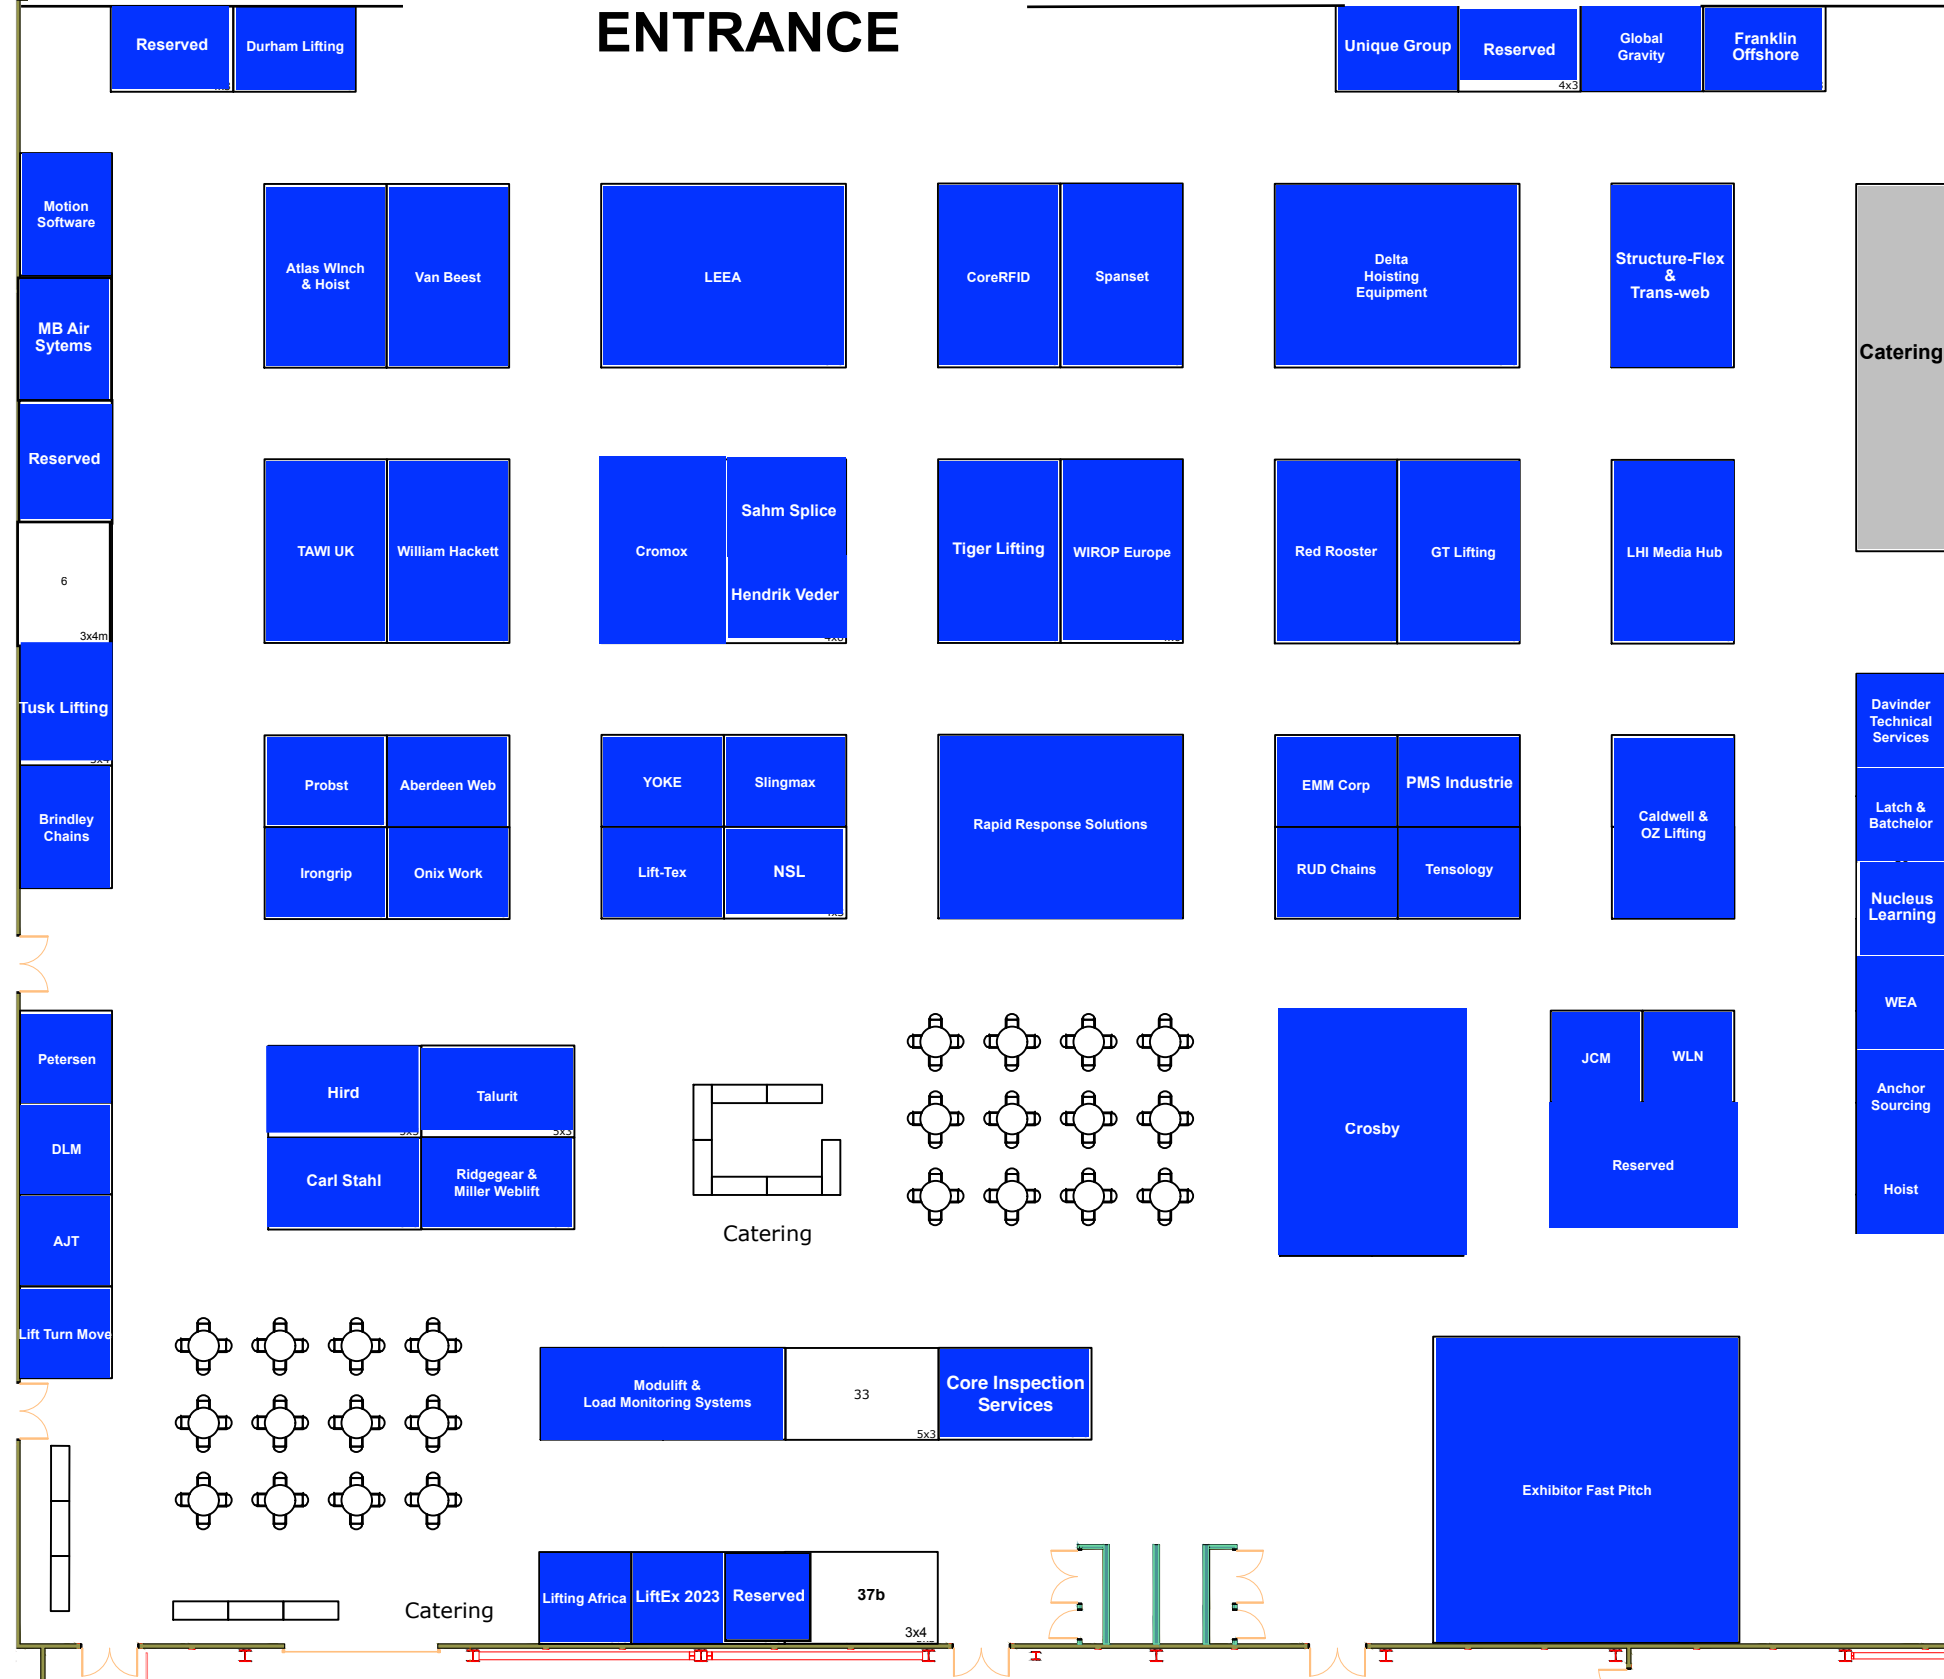 ENTRANCE
Reserved
Durham Lifting
Unique Group
Reserved
4x3
Global
Gravity
Franklin
Offshore
Motion
Software
MB Air
Sytems
Reserved
6
3x4m
Tusk Lifting
Brindley
Chains
Atlas WInch
& Hoist
Van Beest
LEEA
CoreRFID
Spanset
Delta
Hoisting
Equipment
Structure-Flex
&
Trans-web
Catering
TAWI UK
William Hackett
Cromox
Sahm Splice
Hendrik Veder
Tiger Lifting
WIROP Europe
Red Rooster
GT Lifting
LHI Media Hub
Probst
Aberdeen Web
Irongrip
Onix Work
YOKE
Slingmax
Lift-Tex
NSL
Rapid Response Solutions
EMM Corp
PMS Industrie
RUD Chains
Tensology
Caldwell &
OZ Lifting
Davinder
Technical
Services
Latch &
Batchelor
Nucleus
Learning
WEA
Anchor
Sourcing
Hoist
Petersen
DLM
AJT
Lift Turn Move
Hird
Talurit
5x3
Carl Stahl
Ridgegear &
Miller Weblift
Catering
Crosby
JCM
WLN
Reserved
Modulift &
Load Monitoring Systems
33
5x3
Core Inspection
Services
Exhibitor Fast Pitch
Catering
Lifting Africa
LiftEx 2023
Reserved
37b
3x4